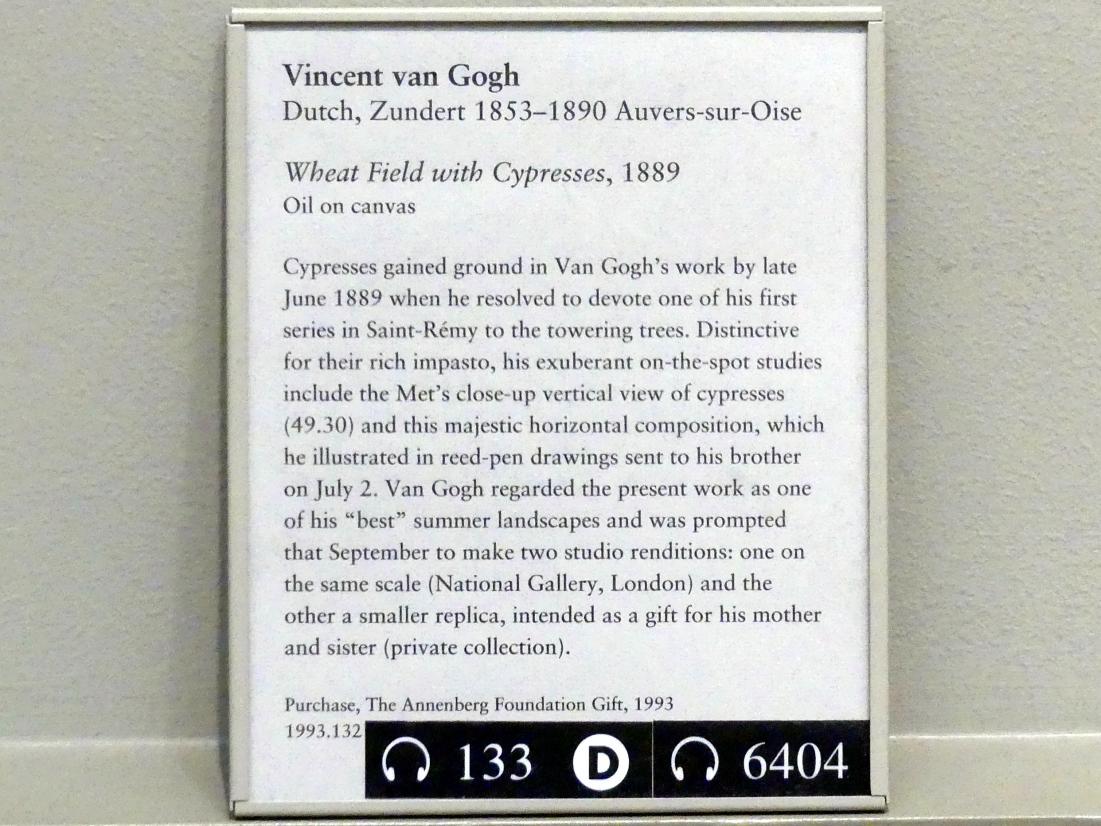 Vincent van Gogh
Dutch, Zundert 1853–1890 Auvers-sur-Oise
Wheat Field with Cypresses, 1889
Oil on canvas
Cypresses gained ground in Van Gogh’s work by late
June 1889 when he resolved to devote one of his first
series in Saint-Rémy to the towering trees. Distinctive
for their rich impasto, his exuberant on-the-spot studies
include the Met’s close-up vertical view of cypresses
(49.30) and this majestic horizontal composition, which
he illustrated in reed-pen drawings sent to his brother
on July 2. Van Gogh regarded the present work as one
of his “best” summer landscapes and was prompted
that September to make two studio renditions: one on
the same scale (National Gallery, London) and the
other a smaller replica, intended as a gift for his mother
and sister (private collection).
Purchase, The Annenberg Foundation Gift, 1993
1993.132
133 D 6404